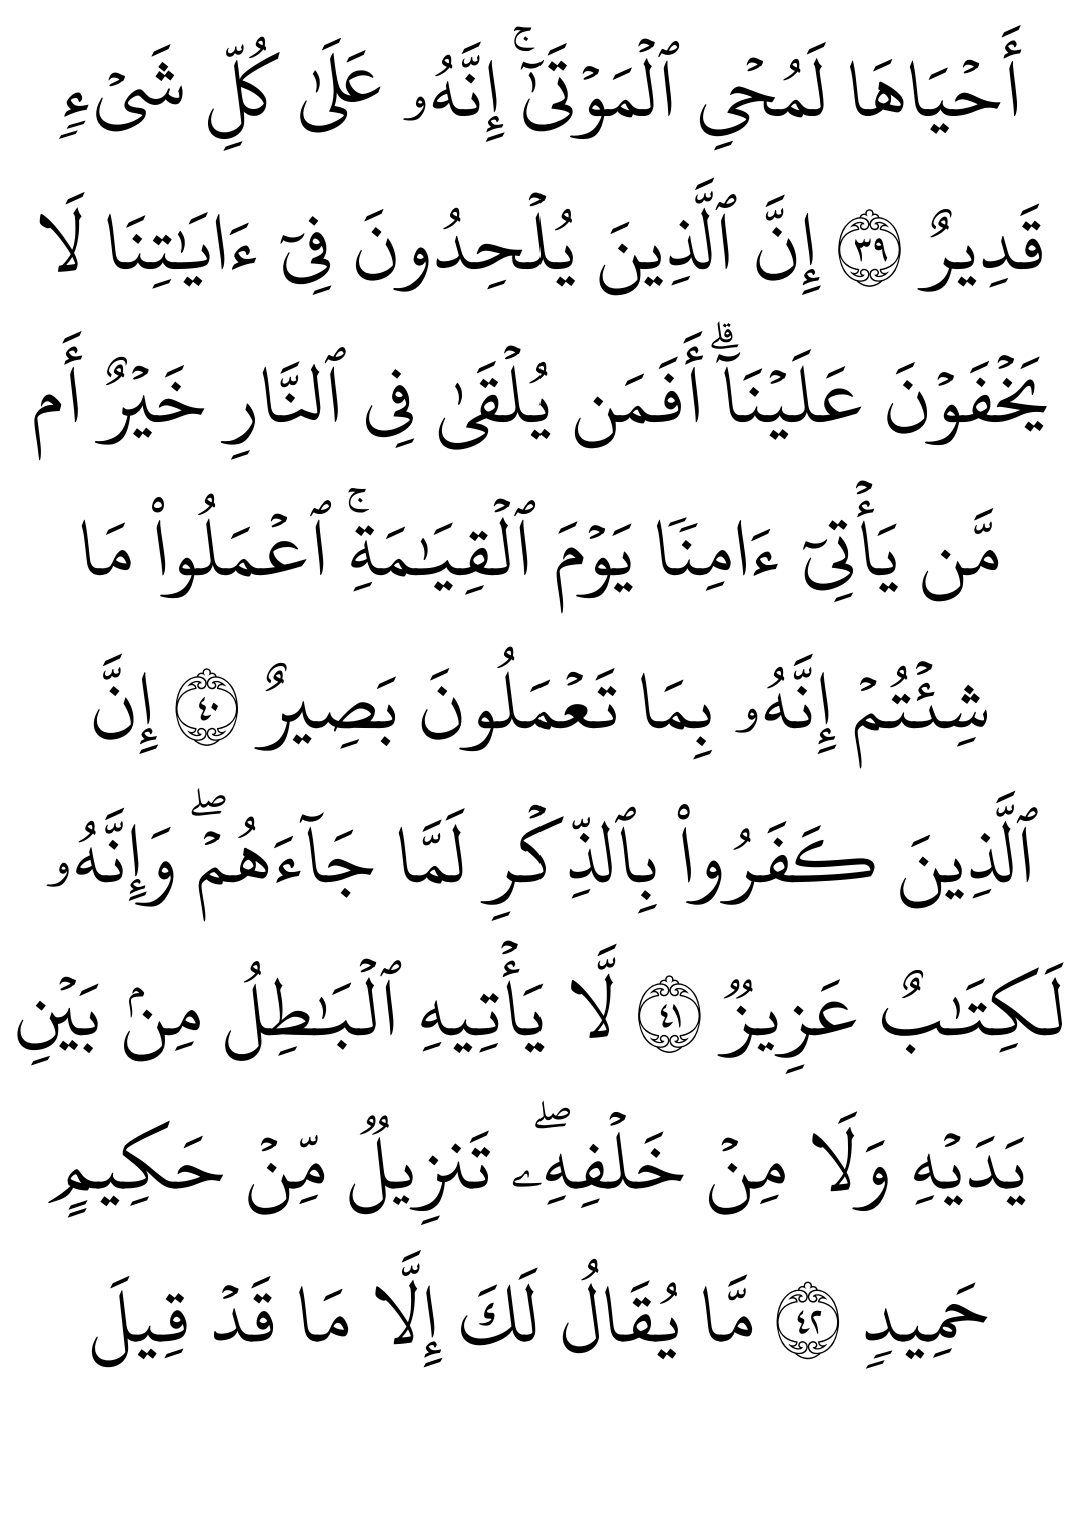 أَحۡيَاهَا لَمُحۡيِ ٱلۡمَوۡتَىٰٓۚ إِنَّهُۥ عَلَىٰ كُلِّ شَيۡءٖ
قَدِيرٌ ٣٩ إِنَّ ٱلَّذِينَ يُلۡحِدُونَ فِيٓ ءَايَٰتِنَا لَا
يَخۡفَوۡنَ عَلَيۡنَآۗ أَفَمَن يُلۡقَىٰ فِي ٱلنَّارِ خَيۡرٌ أَم
مَّن يَأۡتِيٓ ءَامِنٗا يَوۡمَ ٱلۡقِيَٰمَةِۚ ٱعۡمَلُواْ مَا
شِئۡتُمۡ إِنَّهُۥ بِمَا تَعۡمَلُونَ بَصِيرٌ ٤٠ إِنَّ
ٱلَّذِينَ كَفَرُواْ بِٱلذِّكۡرِ لَمَّا جَآءَهُمۡۖ وَإِنَّهُۥ
لَكِتَٰبٌ عَزِيزٞ ٤١ لَّا يَأۡتِيهِ ٱلۡبَٰطِلُ مِنۢ بَيۡنِ
يَدَيۡهِ وَلَا مِنۡ خَلۡفِهِۦۖ تَنزِيلٞ مِّنۡ حَكِيمٍ
حَمِيدٖ ٤٢ مَّا يُقَالُ لَكَ إِلَّا مَا قَدۡ قِيلَ